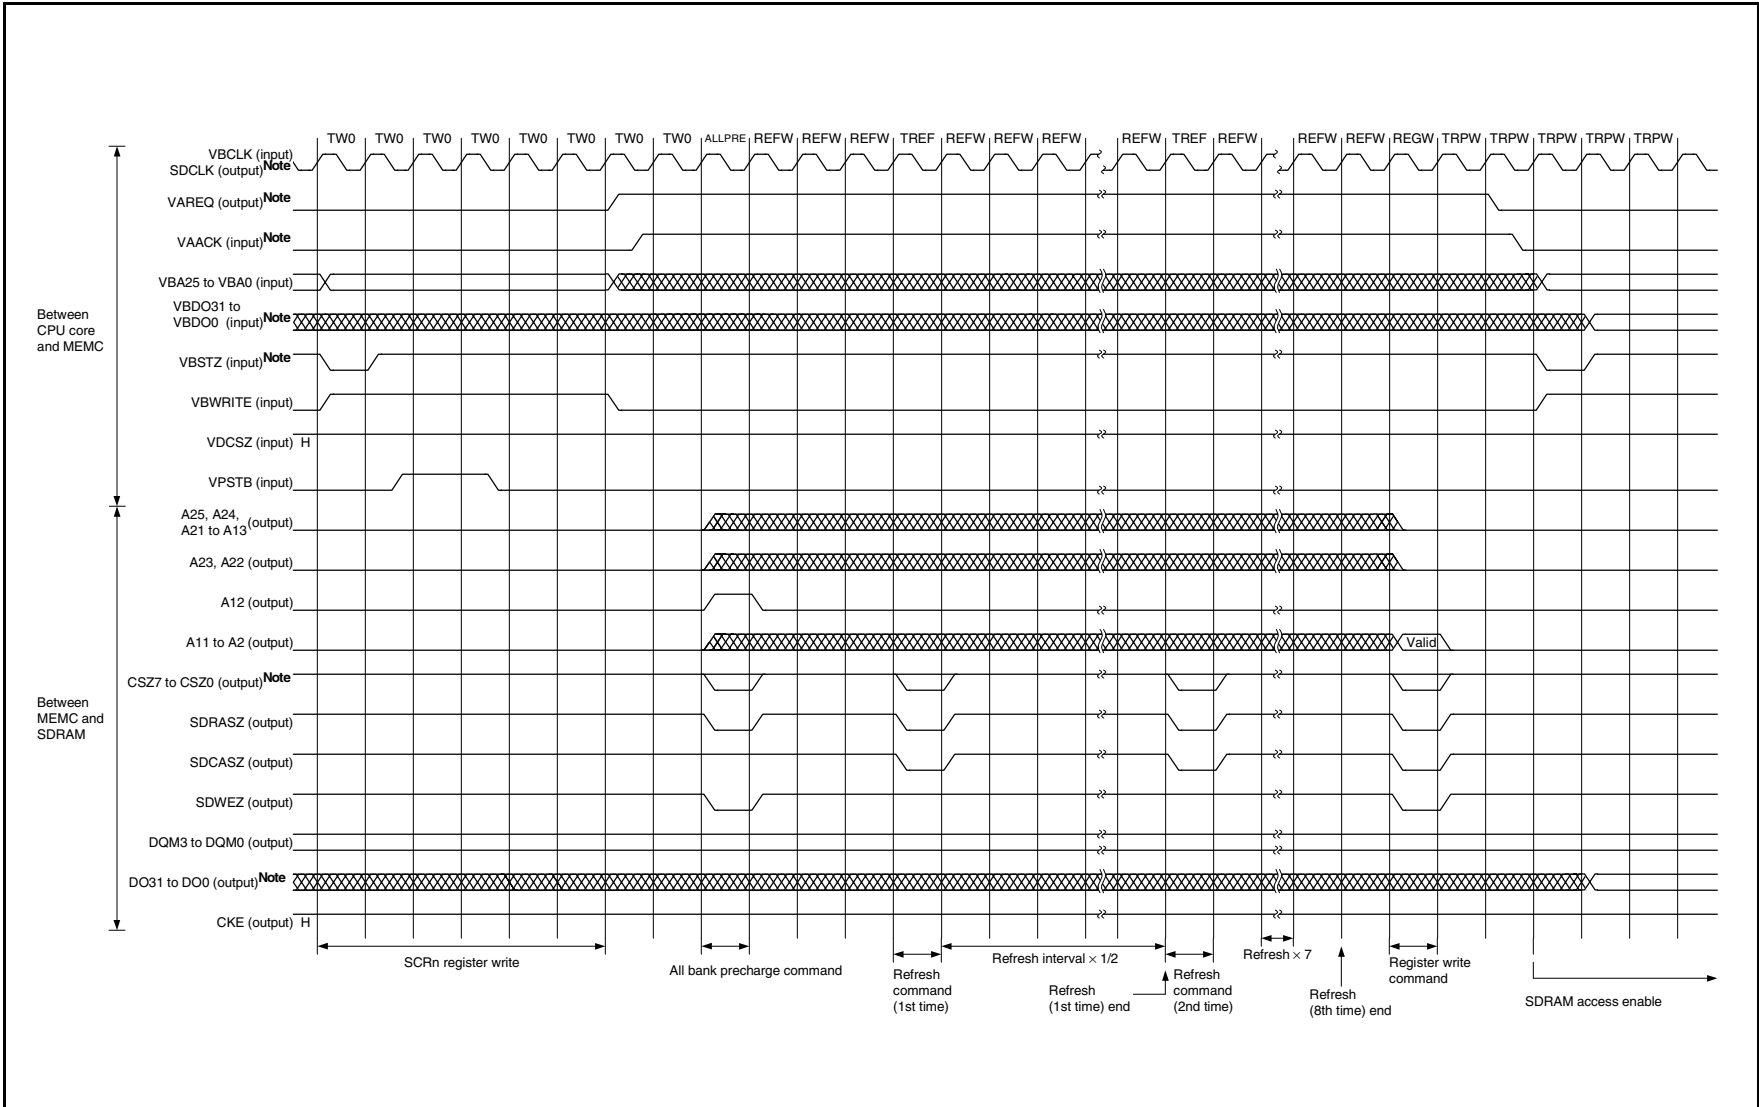 TW0 TW0 TW0 TW0 TW0 TW0 TW0 TW0 ALLPRE REFW REFW REFW TREF REFW REFW REFW REFW TREF REFW REFW REFW REGW TRPW TRPW TRPW TRPW TRPW
VBCLK (input)
SDCLK (output)Note
VAREQ (output)Note
VAACK (input)Note
VBA25 to VBA0 (input)
VBDO31 to
VBDO0 (input)Note
VBSTZ (input)Note
VBWRITE (input)
VDCSZ (input) H
VPSTB (input)
Between
CPU core
and MEMC
A25, A24,
A21 to A13 (output)
A23, A22 (output)
A12 (output)
A11 to A2 (output) Valid
CSZ7 to CSZ0 (output)Note
SDRASZ (output)
SDCASZ (output)
SDWEZ (output)
DQM3 to DQM0 (output)
DO31 to DO0 (output)Note
CKE (output) H
Between
MEMC and
SDRAM
SCRn register write
All bank precharge command
Refresh
command
(1st time)
Refresh interval × 1/2
Refresh
(1st time) end
Refresh
command
(2nd time)
Refresh × 7
Refresh
(8th time) end
Register write
command
SDRAM access enable